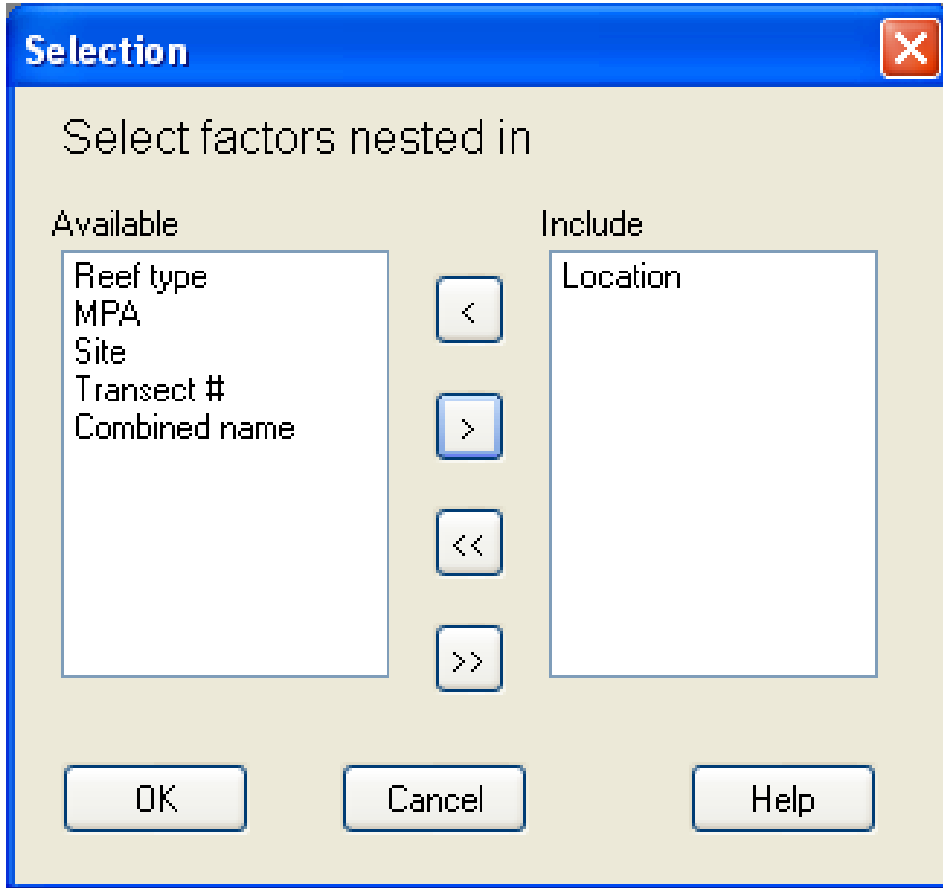 Selection
Select factors nested in
Available
Include
Reef type
MPA
Site
Transect #
Combined name
Location
<
>
<<
>>
OK
Cancel
Help